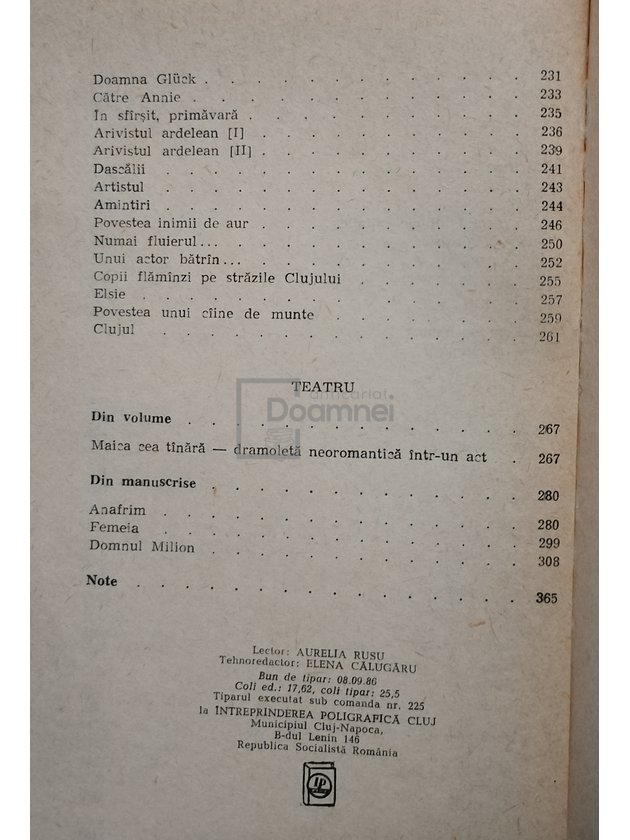 Doamna Glück . . . . . . . . . . . . . 231
Către Annie . . . . . . . . . . . . . 233
In sfîrșit, primăvară . . . . . . . . . . . 235
Arivistul ardelean [I] . . . . . . . . . . . 236
Arivistul ardelean [II] . . . . . . . . . . 239
Dascălii . . . . . . . . . . . . . . 241
Artistul . . . . . . . . . . . . . . 243
Amintiri . . . . . . . . . . . . . . 244
Povestea inimii de aur . . . . . . . . . . 246
Numai fluierul... . . . . . . . . . . . . 250
Unui actor bătrîn... . . . . . . . . . . . 252
Copii flămînzi pe străzile Clujului . . . . . . . 255
Elsie . . . . . . . . . . . . . . . 257
Povestea unui cîine de munte . . . . . . . . 259
Clujul . . . . . . . . . . . . . . 261
TEATRU
anticariat
Doamnei
Din volume . . . . . . . . . . . . . 267
Maica cea tînără — dramoletă neoromantică într-un act . 267
Din manuscrise . . . . . . . . . . . . 280
Anafrim . . . . . . . . . . . . . . 280
Femeia . . . . . . . . . . . . . . 299
Domnul Milion . . . . . . . . . . . . 308
Note . . . . . . . . . . . . . . . 365
Lector: AURELIA RUSU
Tehnoredactor: ELENA CĂLUGĂRU
Bun de tipar: 08.09.86
Coli ed.: 17,62, coli tipar: 25,5
Tiparul executat sub comanda nr. 225
la ÎNTREPRINDEREA POLIGRAFICĂ CLUJ
Municipiul Cluj-Napoca,
B-dul Lenin 146
Republica Socialistă România
IP